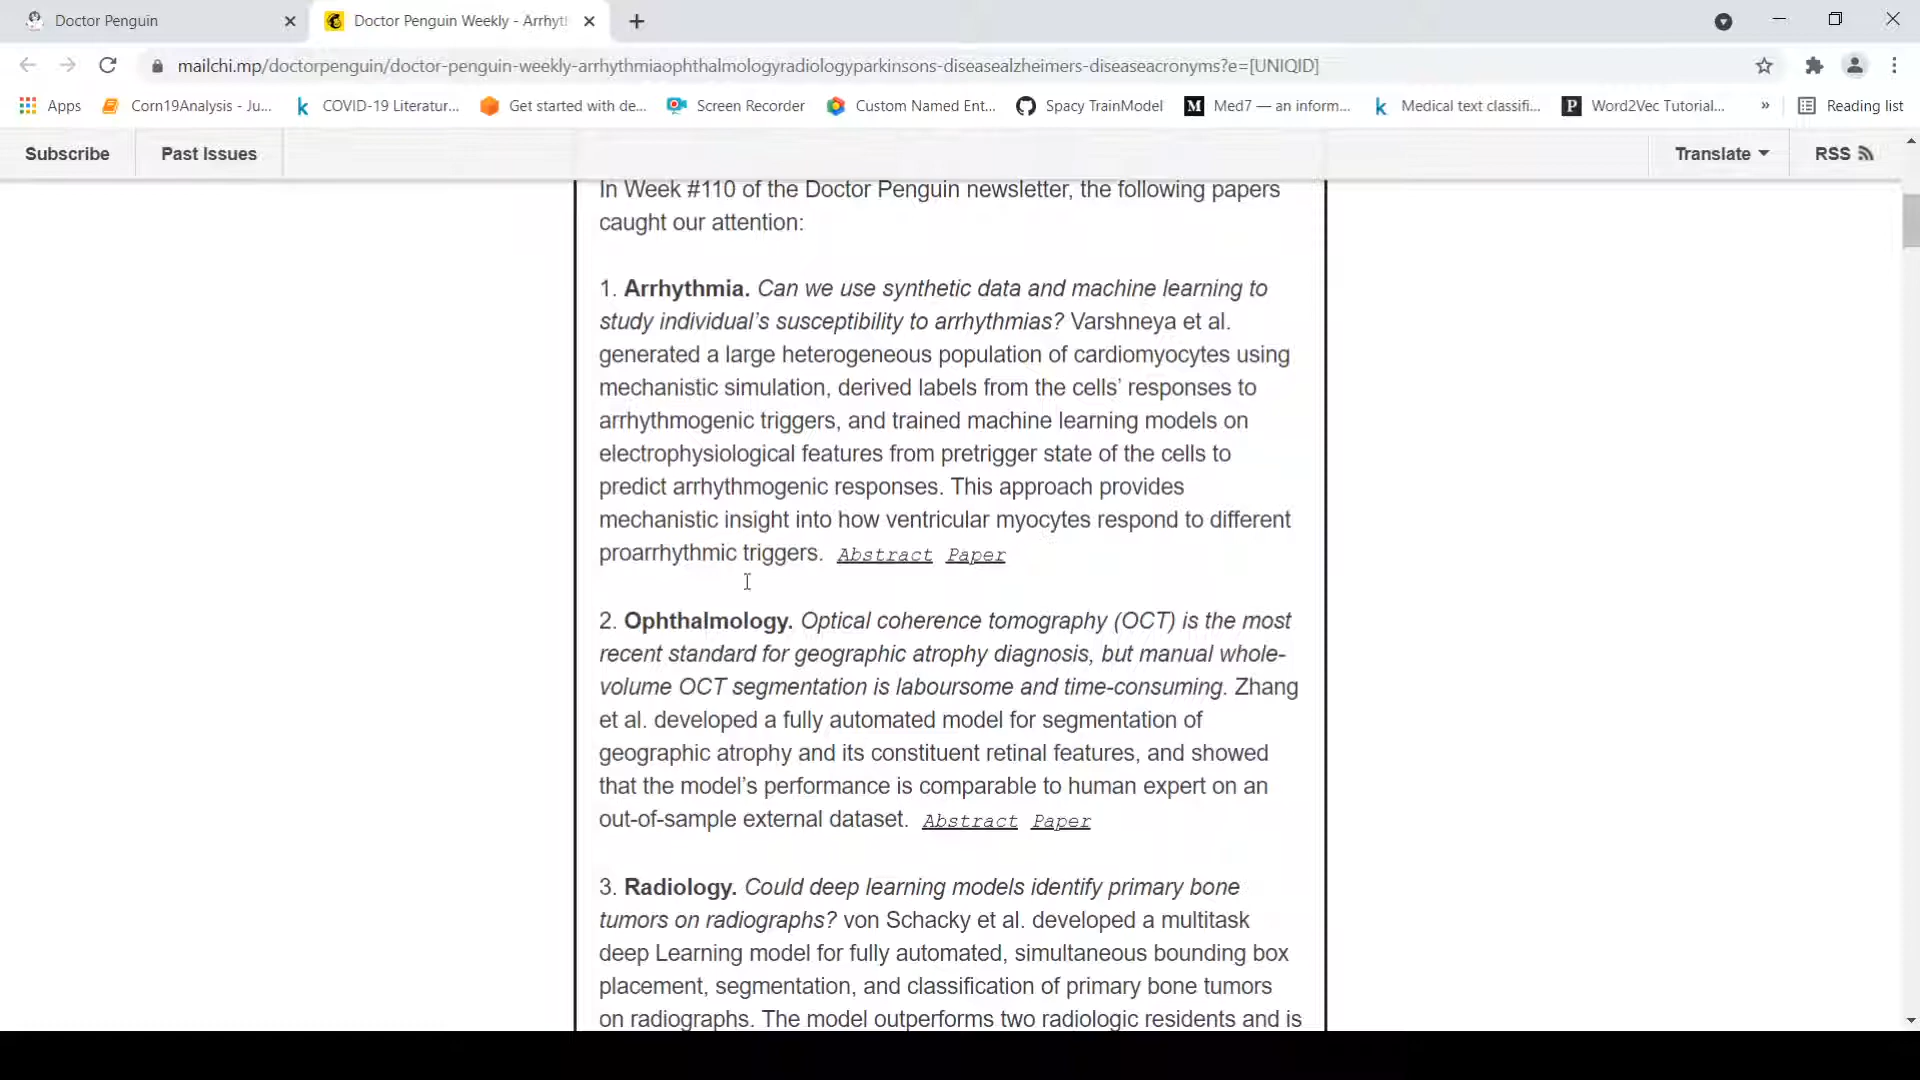 Doctor Penguin
Doctor Penguin Weekly - Arrhyt
mailchi.mp/doctorpenguin/doctor-penguin-weekly-arrhythmiaophthalmologyradiologyparkinsons-diseasealzheimers-diseaseacronyms?e=[UNIQID]
Apps Corn19Analysis - Ju... COVID-19 Literatur... Get started with de... Screen Recorder Custom Named Ent... Spacy TrainModel Med7 — an inform... Medical text classifi... Word2Vec Tutorial... » Reading list
Subscribe Past Issues Translate RSS
In Week #110 of the Doctor Penguin newsletter, the following papers
caught our attention:
1. Arrhythmia. Can we use synthetic data and machine learning to
study individual's susceptibility to arrhythmias? Varshneya et al.
generated a large heterogeneous population of cardiomyocytes using
mechanistic simulation, derived labels from the cells' responses to
arrhythmogenic triggers, and trained machine learning models on
electrophysiological features from pretrigger state of the cells to
predict arrhythmogenic responses. This approach provides
mechanistic insight into how ventricular myocytes respond to different
proarrhythmic triggers. Abstract Paper
2. Ophthalmology. Optical coherence tomography (OCT) is the most
recent standard for geographic atrophy diagnosis, but manual whole-
volume OCT segmentation is laboursome and time-consuming. Zhang
et al. developed a fully automated model for segmentation of
geographic atrophy and its constituent retinal features, and showed
that the model's performance is comparable to human expert on an
out-of-sample external dataset. Abstract Paper
3. Radiology. Could deep learning models identify primary bone
tumors on radiographs? von Schacky et al. developed a multitask
deep Learning model for fully automated, simultaneous bounding box
placement, segmentation, and classification of primary bone tumors
on radiographs. The model outperforms two radiologic residents and is